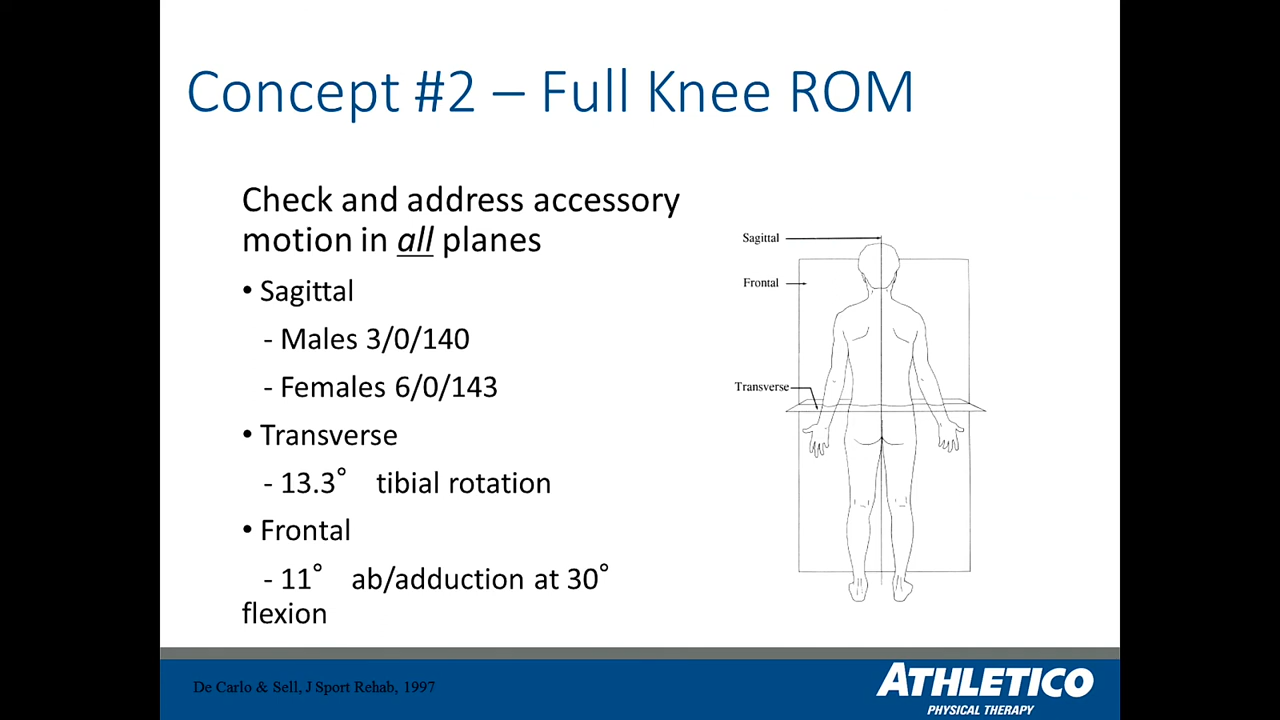 Concept #2 – Full Knee ROM
Check and address accessory
motion in all planes
• Sagittal
- Males 3/0/140
- Females 6/0/143
• Transverse
- 13.3° tibial rotation
• Frontal
- 11° ab/adduction at 30°
flexion
Sagittal
Frontal
Transverse
De Carlo & Sell, J Sport Rehab, 1997
ATHLETICO
PHYSICAL THERAPY